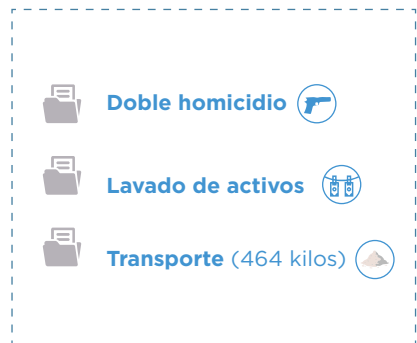 Doble homicidio
Lavado de activos
Transporte (464 kilos)